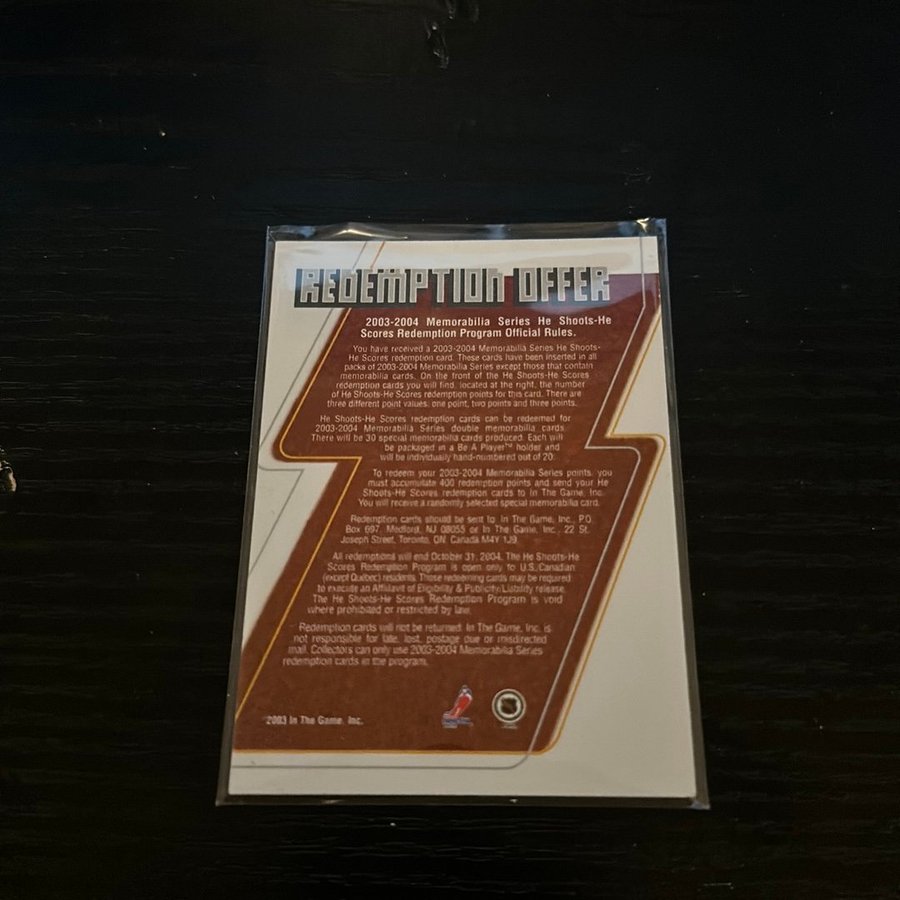 REDEMPTION OFFER
2003-2004 Memorabilia Series He Shoots-He
Scores Redemption Program Official Rules.
You have received a 2003-2004 Memorabilia Series He Shoots-
He Scores redemption card. These cards have been inserted in all
packs of 2003-2004 Memorabilia Series except those that contain
memorabilia cards. On the front of the He Shoots-He Scores
redemption cards you will find, located at the right, the number
of He Shoots-He Scores redemption points for this card. There are
three different point values: one point, two points and three points.
He Shoots-He Scores redemption cards can be redeemed for
2003-2004 Memorabilia Series double memorabilia cards.
There will be 30 special memorabilia cards produced. Each will
be packaged in a Be A Player™ holder and
will be individually hand-numbered out of 20.
To redeem your 2003-2004 Memorabilia Series points, you
must accumulate 400 redemption points and send your He
Shoots-He Scores redemption cards to In The Game, Inc.
You will receive a randomly selected special memorabilia card.
Redemption cards should be sent to: In The Game, Inc., P.O.
Box 697, Medford, NJ 08055 or In The Game, Inc., 22 St.
Joseph Street, Toronto, ON Canada M4Y 1J9.
All redemptions will end October 31, 2004. The He Shoots-He
Scores Redemption Program is open only to U.S./Canadian
(except Quebec) residents. Those redeeming cards may be required
to execute an Affidavit of Eligibility & Publicity/Liability release.
The He Shoots-He Scores Redemption Program is void
where prohibited or restricted by law.
Redemption cards will not be returned. In The Game, Inc. is
not responsible for late, lost, postage due or misdirected
mail. Collectors can only use 2003-2004 Memorabilia Series
redemption cards in the program.
2003 In The Game, Inc.